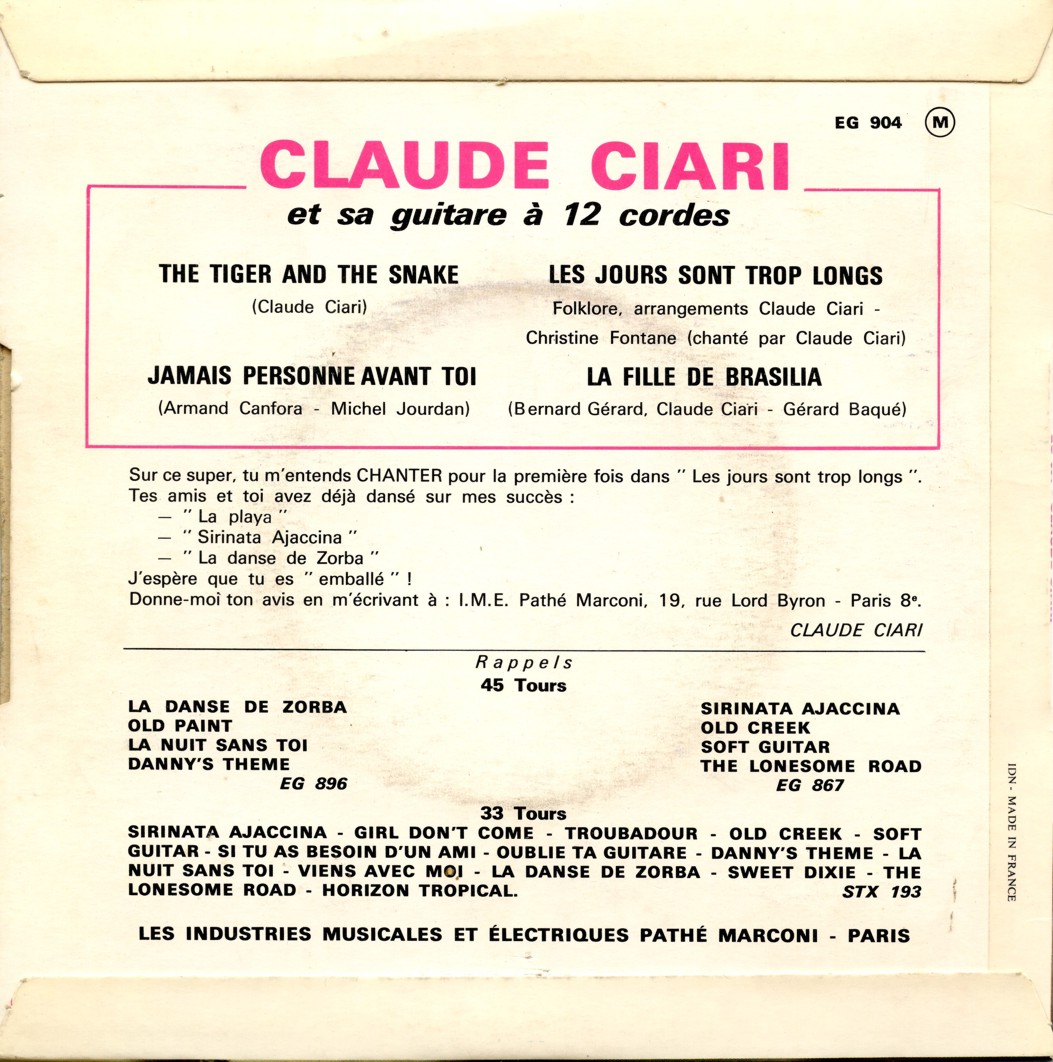 EG 904 M
CLAUDE CIARI
et sa guitare à 12 cordes
THE TIGER AND THE SNAKE
(Claude Ciari)
JAMAIS PERSONNE AVANT TOI
(Armand Canfora - Michel Jourdan)
LES JOURS SONT TROP LONGS
Folklore, arrangements Claude Ciari -
Christine Fontane (chanté par Claude Ciari)
LA FILLE DE BRASILIA
(Bernard Gérard, Claude Ciari - Gérard Baqué)
Sur ce super, tu m'entends CHANTER pour la première fois dans " Les jours sont trop longs ".
Tes amis et toi avez déjà dansé sur mes succès :
— " La playa "
— " Sirinata Ajaccina "
— " La danse de Zorba "
J'espère que tu es " emballé " !
Donne-moi ton avis en m'écrivant à : I.M.E. Pathé Marconi, 19, rue Lord Byron - Paris 8e.
CLAUDE CIARI
Rappels
45 Tours
LA DANSE DE ZORBA
OLD PAINT
LA NUIT SANS TOI
DANNY'S THEME
EG 896
SIRINATA AJACCINA
OLD CREEK
SOFT GUITAR
THE LONESOME ROAD
EG 867
33 Tours
SIRINATA AJACCINA - GIRL DON'T COME - TROUBADOUR - OLD CREEK - SOFT
GUITAR - SI TU AS BESOIN D'UN AMI - OUBLIE TA GUITARE - DANNY'S THEME - LA
NUIT SANS TOI - VIENS AVEC MOI - LA DANSE DE ZORBA - SWEET DIXIE - THE
LONESOME ROAD - HORIZON TROPICAL. STX 193
LES INDUSTRIES MUSICALES ET ÉLECTRIQUES PATHÉ MARCONI - PARIS
IDN - MADE IN FRANCE